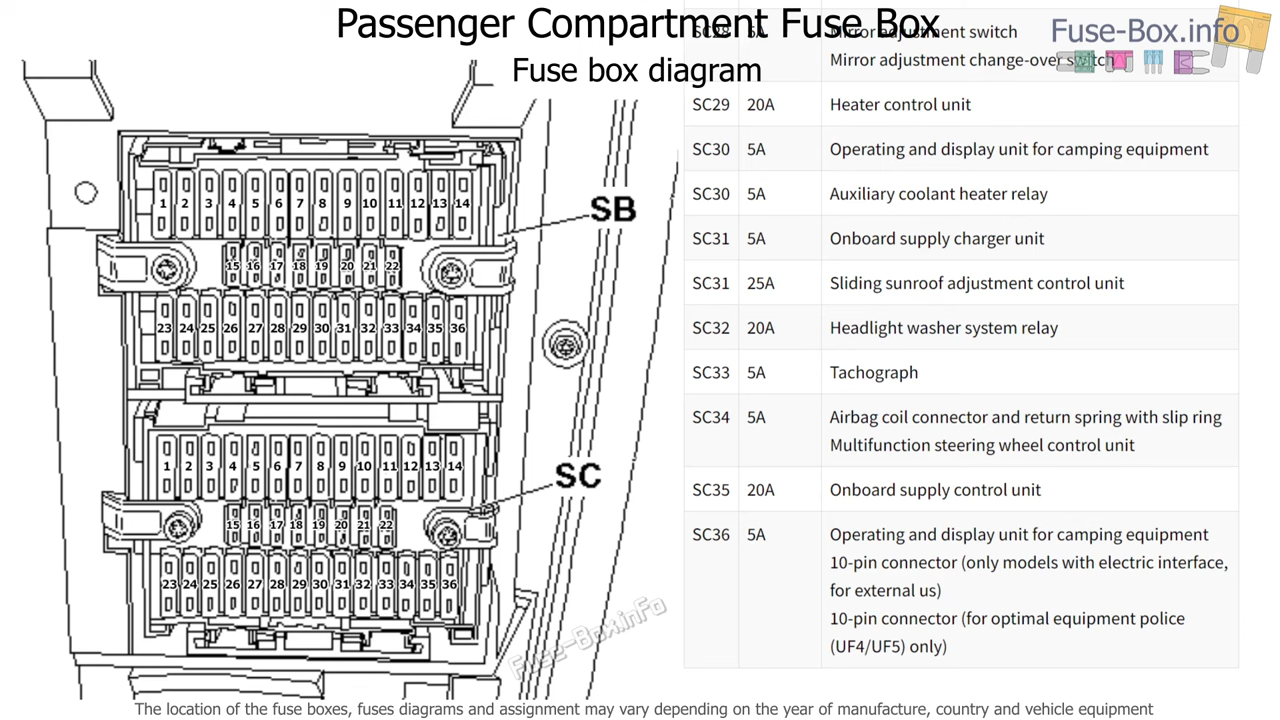 Passenger Compartment Fuse Box
Fuse box diagram
Fuse-Box.info
SB
1 2 3 4 5 6 7 8 9 10 11 12 13 14
15 16 17 18 19 20 21 22
23 24 25 26 27 28 29 30 31 32 33 34 35 36
SC
1 2 3 4 5 6 7 8 9 10 11 12 13 14
15 16 17 18 19 20 21 22
23 24 25 26 27 28 29 30 31 32 33 34 35 36
Fuse-Box.info
SC28 5A Mirror adjustment switch
Mirror adjustment change-over switch
SC29 20A Heater control unit
SC30 5A Operating and display unit for camping equipment
SC30 5A Auxiliary coolant heater relay
SC31 5A Onboard supply charger unit
SC31 25A Sliding sunroof adjustment control unit
SC32 20A Headlight washer system relay
SC33 5A Tachograph
SC34 5A Airbag coil connector and return spring with slip ring
Multifunction steering wheel control unit
SC35 20A Onboard supply control unit
SC36 5A Operating and display unit for camping equipment
10-pin connector (only models with electric interface,
for external us)
10-pin connector (for optimal equipment police
(UF4/UF5) only)
The location of the fuse boxes, fuses diagrams and assignment may vary depending on the year of manufacture, country and vehicle equipment